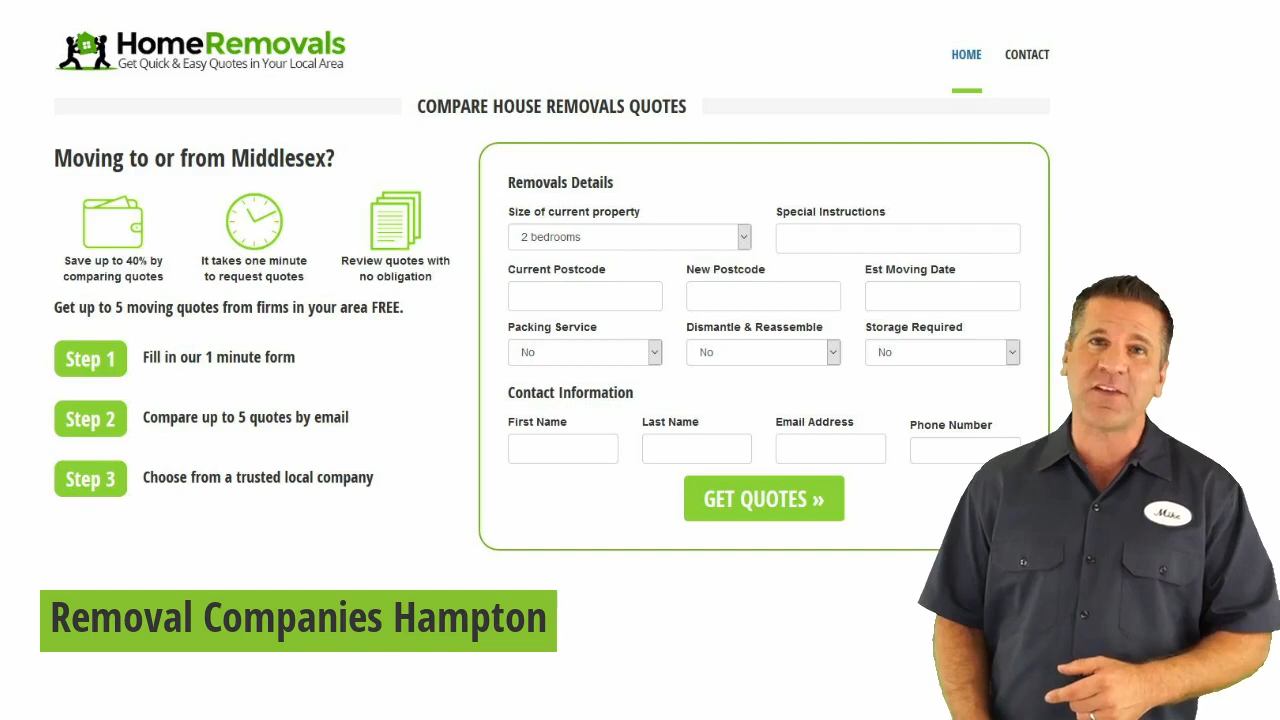 HomeRemovals
Get Quick & Easy Quotes in Your Local Area
HOME CONTACT
COMPARE HOUSE REMOVALS QUOTES
Moving to or from Middlesex?
Save up to 40% by
comparing quotes
It takes one minute
to request quotes
Review quotes with
no obligation
Get up to 5 moving quotes from firms in your area FREE.
Step 1 Fill in our 1 minute form
Step 2 Compare up to 5 quotes by email
Step 3 Choose from a trusted local company
Removals Details
Size of current property Special Instructions
2 bedrooms
Current Postcode New Postcode Est Moving Date
Packing Service Dismantle & Reassemble Storage Required
No No No
Contact Information
First Name Last Name Email Address Phone Number
GET QUOTES »
Mike
Removal Companies Hampton